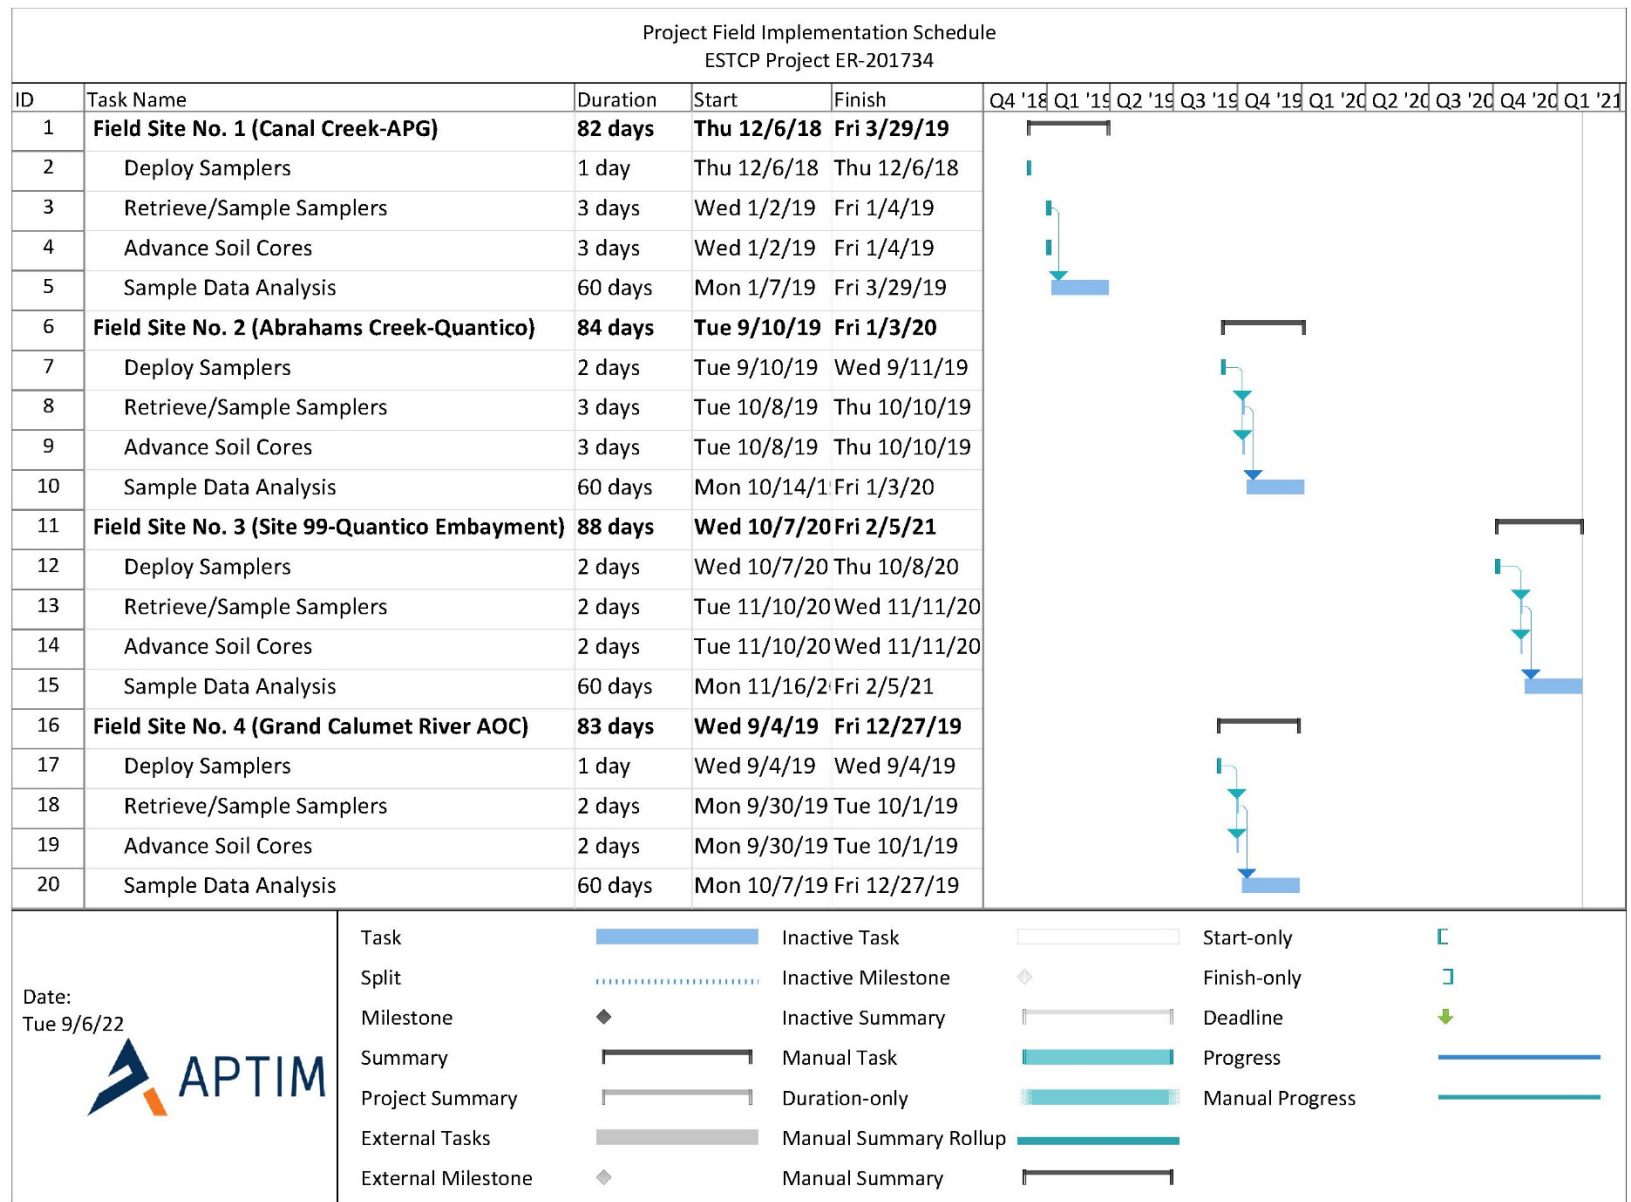 Project Field Implementation Schedule
ESTCP Project ER-201734
ID Task Name Duration Start Finish Q4 '18 Q1 '19 Q2 '19 Q3 '19 Q4 '19 Q1 '20 Q2 '20 Q3 '20 Q4 '20 Q1 '21
1 Field Site No. 1 (Canal Creek-APG) 82 days Thu 12/6/18 Fri 3/29/19
2 Deploy Samplers 1 day Thu 12/6/18 Thu 12/6/18
3 Retrieve/Sample Samplers 3 days Wed 1/2/19 Fri 1/4/19
4 Advance Soil Cores 3 days Wed 1/2/19 Fri 1/4/19
5 Sample Data Analysis 60 days Mon 1/7/19 Fri 3/29/19
6 Field Site No. 2 (Abrahams Creek-Quantico) 84 days Tue 9/10/19 Fri 1/3/20
7 Deploy Samplers 2 days Tue 9/10/19 Wed 9/11/19
8 Retrieve/Sample Samplers 3 days Tue 10/8/19 Thu 10/10/19
9 Advance Soil Cores 3 days Tue 10/8/19 Thu 10/10/19
10 Sample Data Analysis 60 days Mon 10/14/1 Fri 1/3/20
11 Field Site No. 3 (Site 99-Quantico Embayment) 88 days Wed 10/7/20 Fri 2/5/21
12 Deploy Samplers 2 days Wed 10/7/20 Thu 10/8/20
13 Retrieve/Sample Samplers 2 days Tue 11/10/20 Wed 11/11/20
14 Advance Soil Cores 2 days Tue 11/10/20 Wed 11/11/20
15 Sample Data Analysis 60 days Mon 11/16/2 Fri 2/5/21
16 Field Site No. 4 (Grand Calumet River AOC) 83 days Wed 9/4/19 Fri 12/27/19
17 Deploy Samplers 1 day Wed 9/4/19 Wed 9/4/19
18 Retrieve/Sample Samplers 2 days Mon 9/30/19 Tue 10/1/19
19 Advance Soil Cores 2 days Mon 9/30/19 Tue 10/1/19
20 Sample Data Analysis 60 days Mon 10/7/19 Fri 12/27/19
Date:
Tue 9/6/22
APTIM
Task Inactive Task Start-only
Split Inactive Milestone Finish-only
Milestone Inactive Summary Deadline
Summary Manual Task Progress
Project Summary Duration-only Manual Progress
External Tasks Manual Summary Rollup
External Milestone Manual Summary